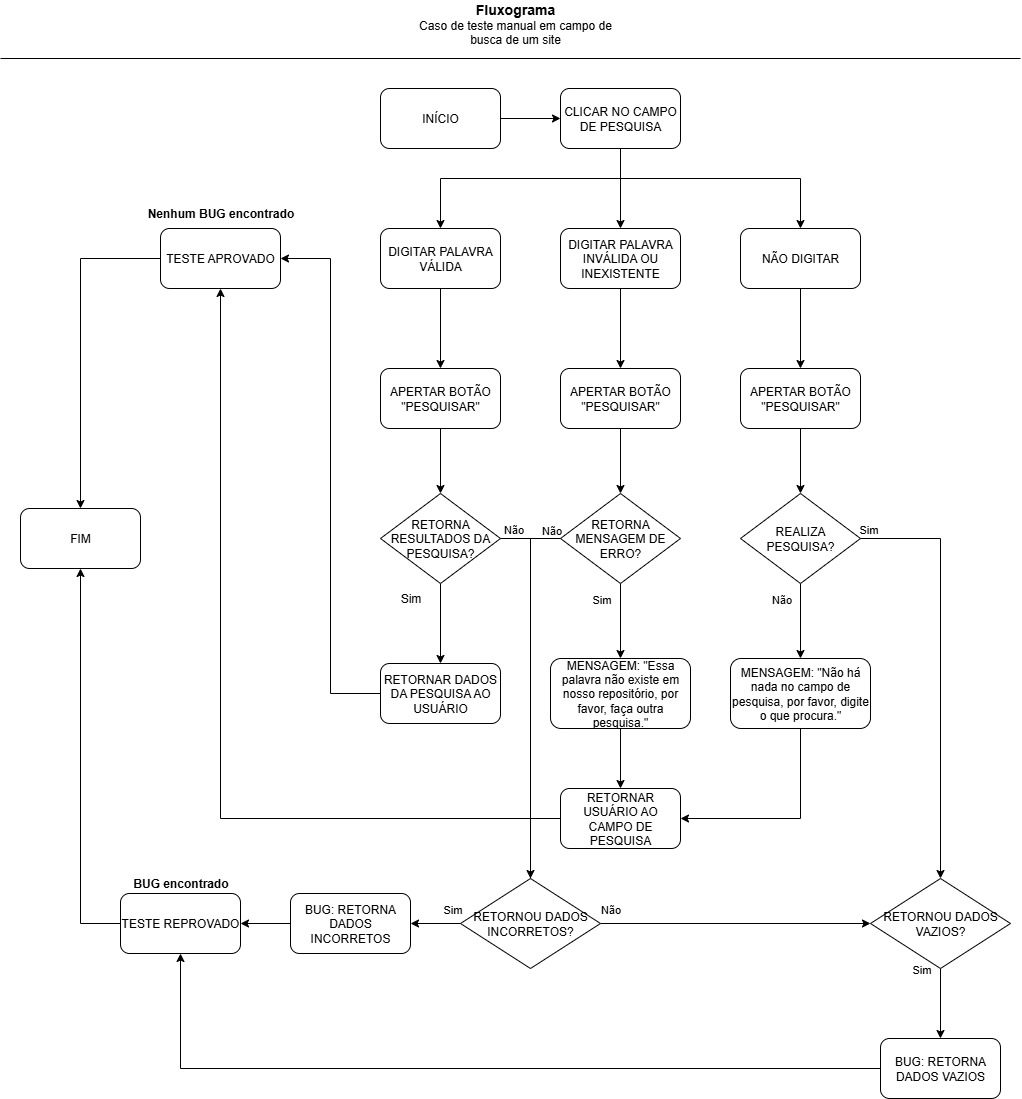 Fluxograma
Caso de teste manual em campo de
busca de um site
INÍCIO
CLICAR NO CAMPO
DE PESQUISA
Nenhum BUG encontrado
TESTE APROVADO
DIGITAR PALAVRA
VÁLIDA
DIGITAR PALAVRA
INVÁLIDA OU
INEXISTENTE
NÃO DIGITAR
APERTAR BOTÃO
"PESQUISAR"
APERTAR BOTÃO
"PESQUISAR"
APERTAR BOTÃO
"PESQUISAR"
FIM
RETORNA
RESULTADOS DA
PESQUISA?
Não
Não
RETORNA
MENSAGEM DE
ERRO?
REALIZA
PESQUISA?
Sim
Sim
Sim
Não
RETORNAR DADOS
DA PESQUISA AO
USUÁRIO
MENSAGEM: "Essa
palavra não existe em
nosso repositório, por
favor, faça outra
pesquisa."
MENSAGEM: "Não há
nada no campo de
pesquisa, por favor, digite
o que procura."
RETORNAR
USUÁRIO AO
CAMPO DE
PESQUISA
BUG encontrado
TESTE REPROVADO
BUG: RETORNA
DADOS
INCORRETOS
Sim
RETORNOU DADOS
INCORRETOS?
Não
RETORNOU DADOS
VAZIOS?
Sim
BUG: RETORNA
DADOS VAZIOS